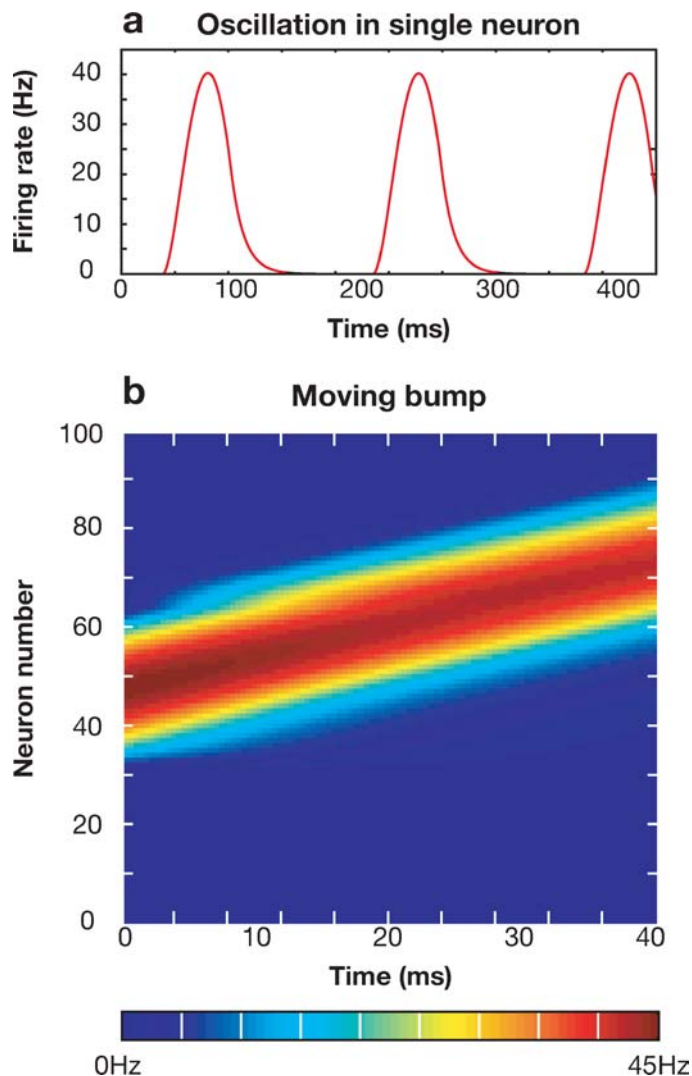 a Oscillation in single neuron
Firing rate (Hz)
40
30
20
10
0
0 100 200 300 400
Time (ms)
b Moving bump
Neuron number
100
80
60
40
20
0
0 10 20 30 40
Time (ms)
0Hz 45Hz